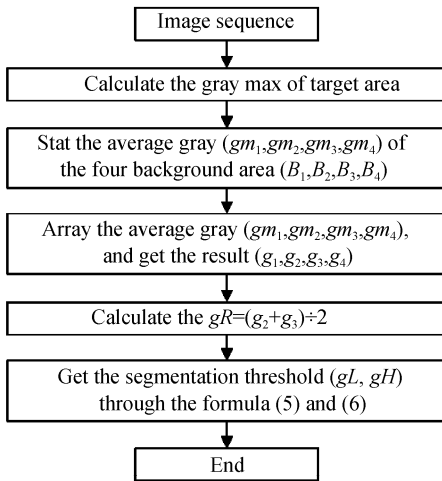 Image sequence
Calculate the gray max of target area
Stat the average gray (gm₁,gm₂,gm₃,gm₄) of
the four background area (B₁,B₂,B₃,B₄)
Array the average gray (gm₁,gm₂,gm₃,gm₄),
and get the result (g₁,g₂,g₃,g₄)
Calculate the gR=(g₂+g₃)÷2
Get the segmentation threshold (gL, gH)
through the formula (5) and (6)
End